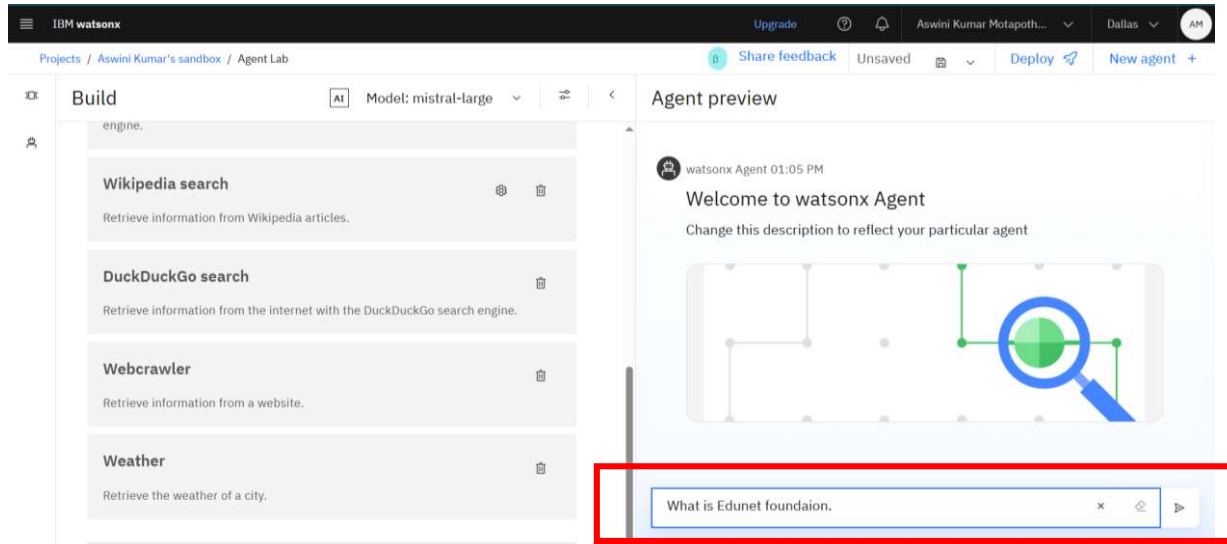 IBM watsonx
Upgrade
Aswini Kumar Motapoth...
Dallas
AM
Projects / Aswini Kumar's sandbox / Agent Lab
β
Share feedback
Unsaved
Deploy
New agent +
Build
AI
Model: mistral-large
Agent preview
engine.
Wikipedia search
Retrieve information from Wikipedia articles.
DuckDuckGo search
Retrieve information from the internet with the DuckDuckGo search engine.
Webcrawler
Retrieve information from a website.
Weather
Retrieve the weather of a city.
watsonx Agent 01:05 PM
Welcome to watsonx Agent
Change this description to reflect your particular agent
What is Edunet foundaion.